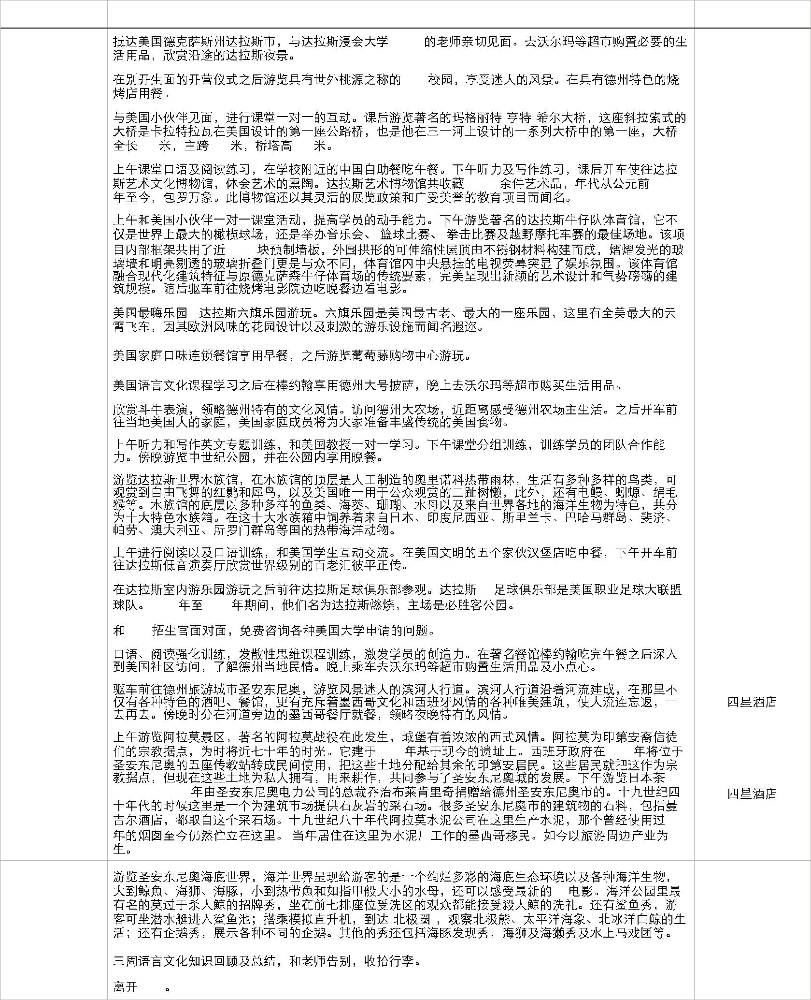 抵达美国德克萨斯州达拉斯市，与达拉斯浸会大学 的老师亲切见面。去沃尔玛等超市购置必要的生
活用品，欣赏沿途的达拉斯夜景。
在别开生面的开营仪式之后游览具有世外桃源之称的 校园，享受迷人的风景。在具有德州特色的烧
烤店用餐。
与美国小伙伴见面，进行课堂一对一的互动。课后游览著名的玛格丽特 亨特 希尔大桥，这座斜拉索式的
大桥是卡拉特拉瓦在美国设计的第一座公路桥，也是他在三一河上设计的一系列大桥中的第一座，大桥
全长 米，主跨 米，桥塔高 米。
上午课堂口语及阅读练习，在学校附近的中国自助餐吃午餐。下午听力及写作练习，课后开车使往达拉
斯艺术文化博物馆，体会艺术的熏陶。达拉斯艺术博物馆共收藏 余件艺术品，年代从公元前
年至今，包罗万象。此博物馆还以其灵活的展览政策和广受美誉的教育项目而闻名。
上午和美国小伙伴一对一课堂活动，提高学员的动手能力。下午游览著名的达拉斯牛仔队体育馆，它不
仅是世界上最大的橄榄球场，还是举办音乐会、 篮球比赛、 拳击比赛及越野摩托车赛的最佳场地。该项
目内部框架共用了近 块预制墙板，外围拱形的可伸缩性屋顶由不锈钢材料构建而成，熠熠发光的玻
璃墙和明亮剔透的玻璃折叠门更是与众不同，体育馆内中央悬挂的电视荧幕突显了娱乐氛围。该体育馆
融合现代化建筑特征与原德克萨森牛仔体育场的传统要素，完美呈现出新颖的艺术设计和气势磅礴的建
筑规模。随后驱车前往烧烤电影院边吃晚餐边看电影。
美国最嗨乐园 达拉斯六旗乐园游玩。六旗乐园是美国最古老、最大的一座乐园，这里有全美最大的云
霄飞车，因其欧洲风味的花园设计以及刺激的游乐设施而闻名遐迩。
美国家庭口味连锁餐馆享用早餐，之后游览葡萄藤购物中心游玩。
美国语言文化课程学习之后在棒约翰享用德州大号披萨，晚上去沃尔玛等超市购买生活用品。
欣赏斗牛表演，领略德州特有的文化风情。访问德州大农场，近距离感受德州农场主生活。之后开车前
往当地美国人的家庭，美国家庭成员将为大家准备丰盛传统的美国食物。
上午听力和写作英文专题训练，和美国教授一对一学习。下午课堂分组训练，训练学员的团队合作能
力。傍晚游览中世纪公园，并在公园内享用晚餐。
游览达拉斯世界水族馆，在水族馆的顶层是人工制造的奥里诺科热带雨林，生活有多种多样的鸟类，可
观赏到自由飞舞的红鹮和犀鸟，以及美国唯一用于公众观赏的三趾树懒，此外，还有电鳗、蚓螈、绢毛
猴等。水族馆的底层以多种多样的鱼类、海葵、珊瑚、水母以及来自世界各地的海洋生物为特色，共分
为十大特色水族箱。在这十大水族箱中饲养着来自日本、印度尼西亚、斯里兰卡、巴哈马群岛、斐济、
帕劳、澳大利亚、所罗门群岛等国的热带海洋动物。
上午进行阅读以及口语训练，和美国学生互动交流。在美国文明的五个家伙汉堡店吃中餐，下午开车前
往达拉斯低音演奏厅欣赏世界级别的百老汇彼平正传。
在达拉斯室内游乐园游玩之后前往达拉斯足球俱乐部参观。达拉斯 足球俱乐部是美国职业足球大联盟
球队。 年至 年期间，他们名为达拉斯燃烧，主场是必胜客公园。
和 招生官面对面，免费咨询各种美国大学申请的问题。
口语、阅读强化训练，发散性思维课程训练，激发学员的创造力。在著名餐馆棒约翰吃完午餐之后深入
到美国社区访问，了解德州当地民情。晚上乘车去沃尔玛等超市购置生活用品及小点心。
驱车前往德州旅游城市圣安东尼奥，游览风景迷人的滨河人行道。滨河人行道沿着河流建成，在那里不
仅有各种特色的酒吧、餐馆，更有充斥着墨西哥文化和西班牙风情的各种唯美建筑，使人流连忘返，一
去再去。傍晚时分在河道旁边的墨西哥餐厅就餐，领略夜晚特有的风情。
四星酒店
上午游览阿拉莫景区，著名的阿拉莫战役在此发生，城堡有着浓浓的西式风情。阿拉莫为印第安裔信徒
们的宗教据点，为时将近七十年的时光。它建于 年基于现今的遗址上。西班牙政府在 年将位于
圣安东尼奥的五座传教站转成民间使用，把这些土地分配给其余的印第安居民。这些居民就把这作为宗
教据点，但现在这些土地为私人拥有，用来耕作，共同参与了圣安东尼奥城的发展。下午游览日本茶
年由圣安东尼奥电力公司的总裁乔治布莱肯里奇捐赠给德州圣安东尼奥市的。十九世纪四
十年代的时候这里是一个为建筑市场提供石灰岩的采石场。很多圣安东尼奥市的建筑物的石料，包括曼
吉尔酒店，都取自这个采石场。十九世纪八十年代阿拉莫水泥公司在这里生产水泥，那个曾经使用过
年的烟囱至今仍然伫立在这里。 当年居住在这里为水泥厂工作的墨西哥移民。如今以旅游周边产业为
生。
四星酒店
游览圣安东尼奥海底世界，海洋世界呈现给游客的是一个绚烂多彩的海底生态环境以及各种海洋生物，
大到鯨魚、海狮、海豚，小到热带魚和如指甲般大小的水母，还可以感受最新的 电影。海洋公园里最
有名的莫过于杀人鲸的招牌秀，坐在前七排座位受洗区的观众都能接受殺人鲸的洗礼。还有鲨鱼秀，游
客可坐潜水艇进入鲨鱼池；搭乘模拟直升机，到达 北极圈 ，观察北极熊、太平洋海象、北冰洋白鲸的生
活；还有企鹅秀，展示各种不同的企鹅。其他的秀还包括海豚发现秀，海狮及海獭秀及水上马戏团等。
三周语言文化知识回顾及总结，和老师告别，收拾行李。
离开 。